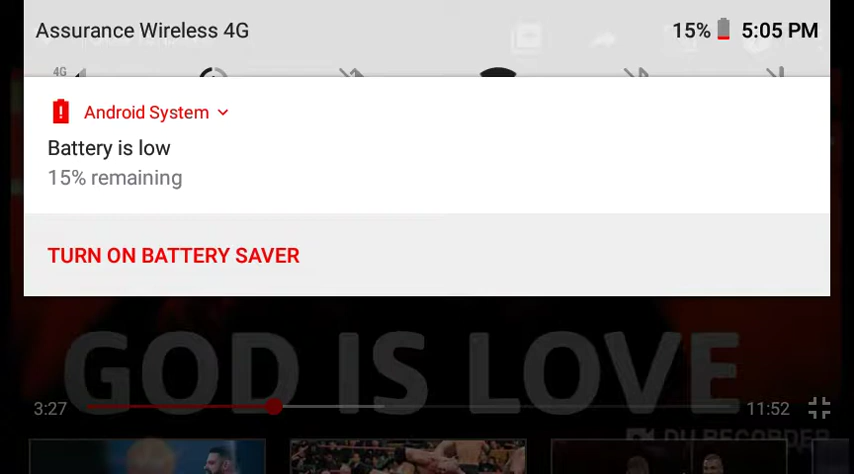 Assurance Wireless 4G
15% 5:05 PM
4G
Android System
Battery is low
15% remaining
TURN ON BATTERY SAVER
GOD IS LOVE
3:27
11:52
DU RECORDER